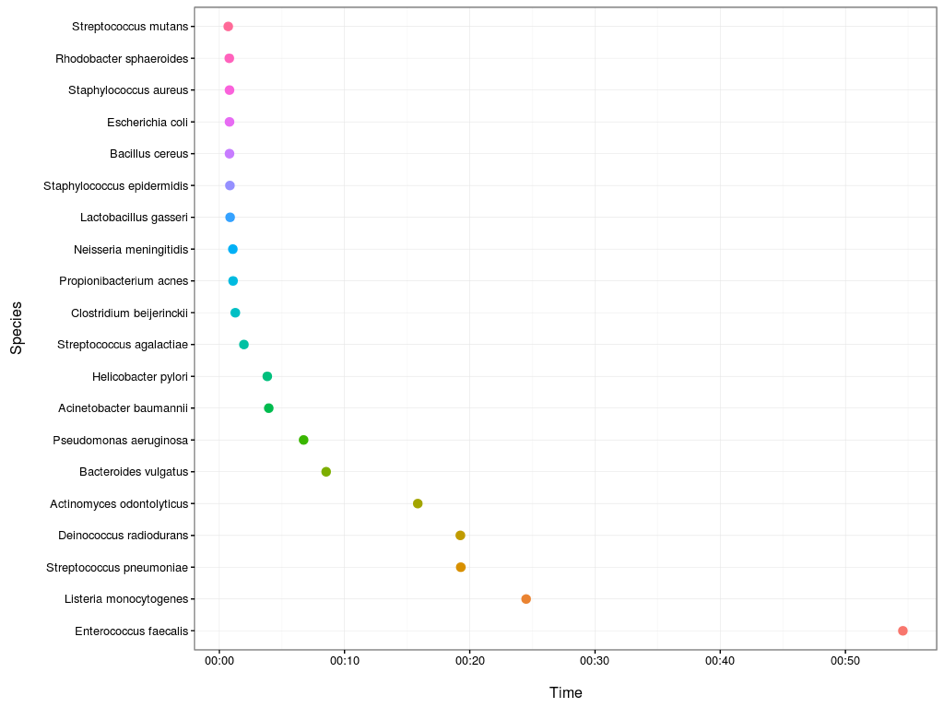 Streptococcus mutans
Rhodobacter sphaeroides
Staphylococcus aureus
Escherichia coli
Bacillus cereus
Staphylococcus epidermidis
Lactobacillus gasseri
Neisseria meningitidis
Propionibacterium acnes
Clostridium beijerinckii
Streptococcus agalactiae
Helicobacter pylori
Acinetobacter baumannii
Pseudomonas aeruginosa
Bacteroides vulgatus
Actinomyces odontolyticus
Deinococcus radiodurans
Streptococcus pneumoniae
Listeria monocytogenes
Enterococcus faecalis
Species
00:00 00:10 00:20 00:30 00:40 00:50
Time